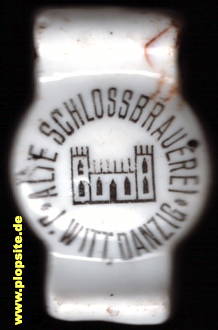 • ALTE SCHLOSSBRAUEREI •
J. WITT, DANZIG
www.plopsite.de